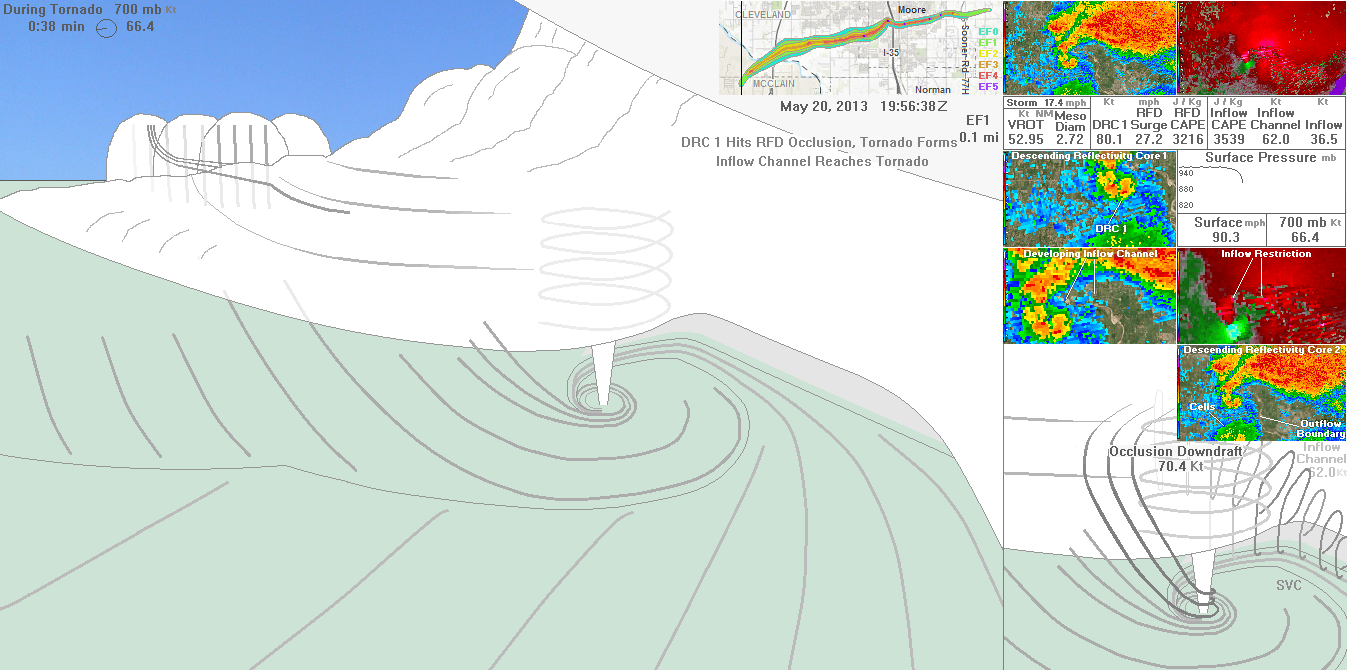 During Tornado 700 mb Kt
0:38 min 66.4
CLEVELAND
Moore
I-35
Sooner Rd
77H
MCCLAIN
Norman
EF0
EF1
EF2
EF3
EF4
EF5
May 20, 2013 19:56:38Z
EF1
0.1 mi
DRC 1 Hits RFD Occlusion, Tornado Forms
Inflow Channel Reaches Tornado
Storm 17.4 mph
Kt NM
VROT Meso Diam
52.95 2.72
Kt
DRC 1
80.1
mph
RFD
Surge
27.2
J / Kg
RFD
CAPE
3216
J / Kg
Inflow
CAPE
3539
Kt
Inflow
Channel
62.0
Kt
Inflow
36.5
Descending Reflectivity Core 1
DRC 1
Surface Pressure mb
940
880
820
Surface mph
90.3
700 mb Kt
66.4
Developing Inflow Channel
Inflow Restriction
Descending Reflectivity Core 2
Cells
Outflow
Boundary
Occlusion Downdraft
70.4 Kt
Inflow
Channel
62.0 Kt
SVC